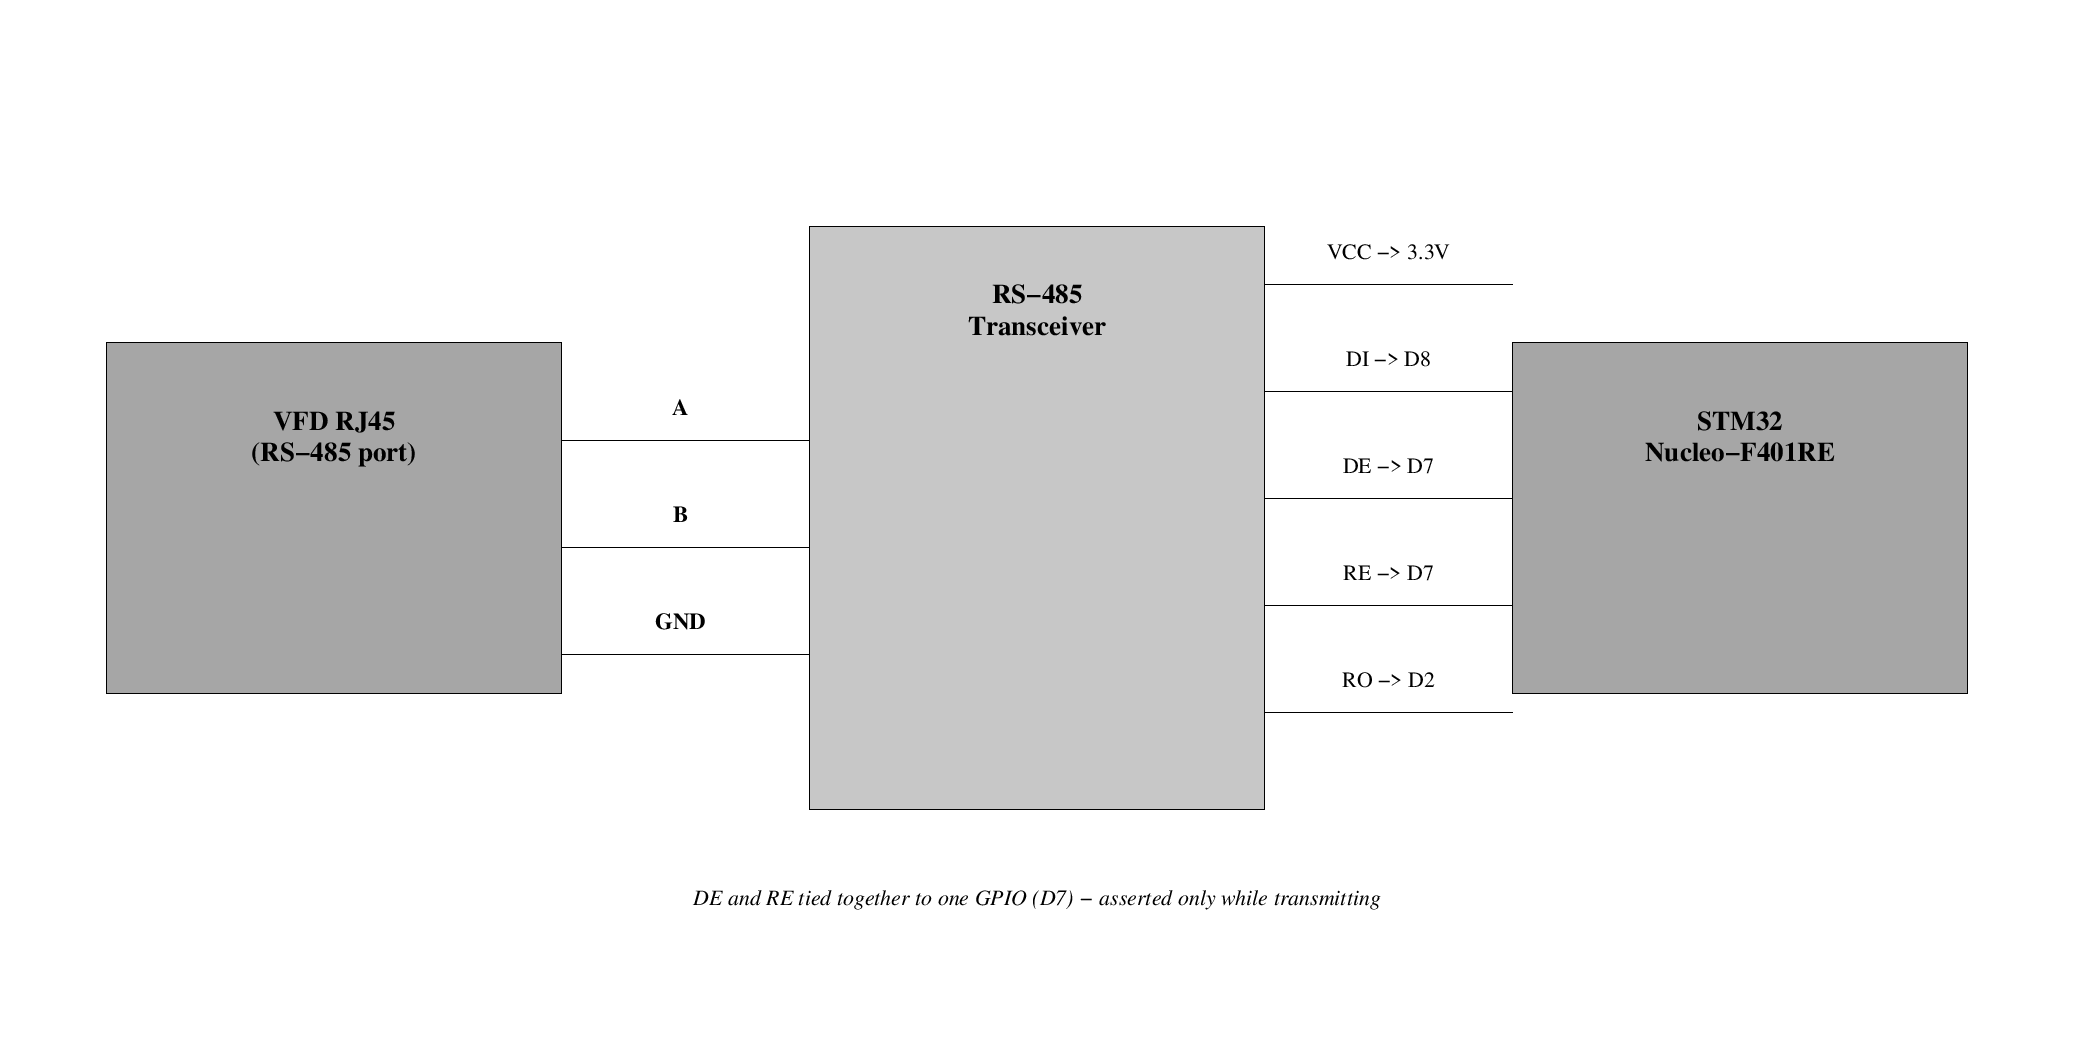 VFD RJ45
(RS−485 port)
A
B
GND
RS−485
Transceiver
VCC −> 3.3V
DI −> D8
DE −> D7
RE −> D7
RO −> D2
STM32
Nucleo−F401RE
DE and RE tied together to one GPIO (D7) − asserted only while transmitting